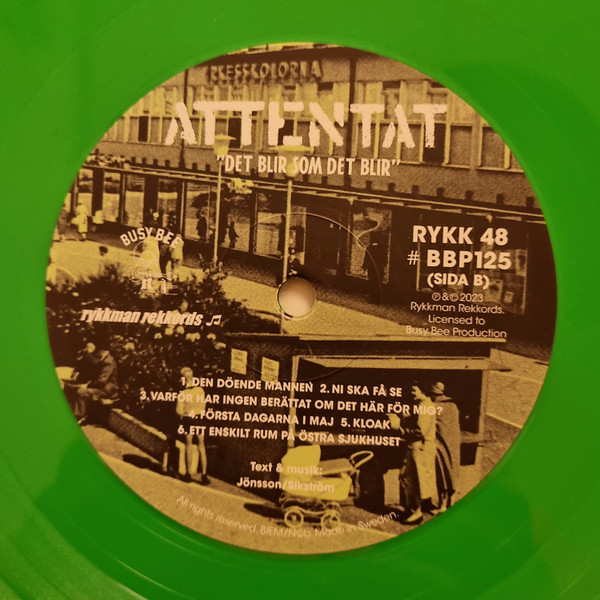 PRESSKOLORNA
ATTENTAT
"DET BLIR SOM DET BLIR"
BUSY BEE
RYKK 48
# BBP125
(SIDA B)
℗&© 2023
Rykkman Rekkords.
Licensed to
Busy Bee Production
rykkman rekkords
1. DEN DÖENDE MANNEN 2. NI SKA FÅ SE
3. VARFÖR HAR INGEN BERÄTTAT OM DET HÄR FÖR MIG?
4. FÖRSTA DAGARNA I MAJ 5. KLOAK
6. ETT ENSKILT RUM PÅ ÖSTRA SJUKHUSET
Text & musik:
Jönsson/Sikström
All rights reserved. BIEM/Ncb. Made in Sweden.